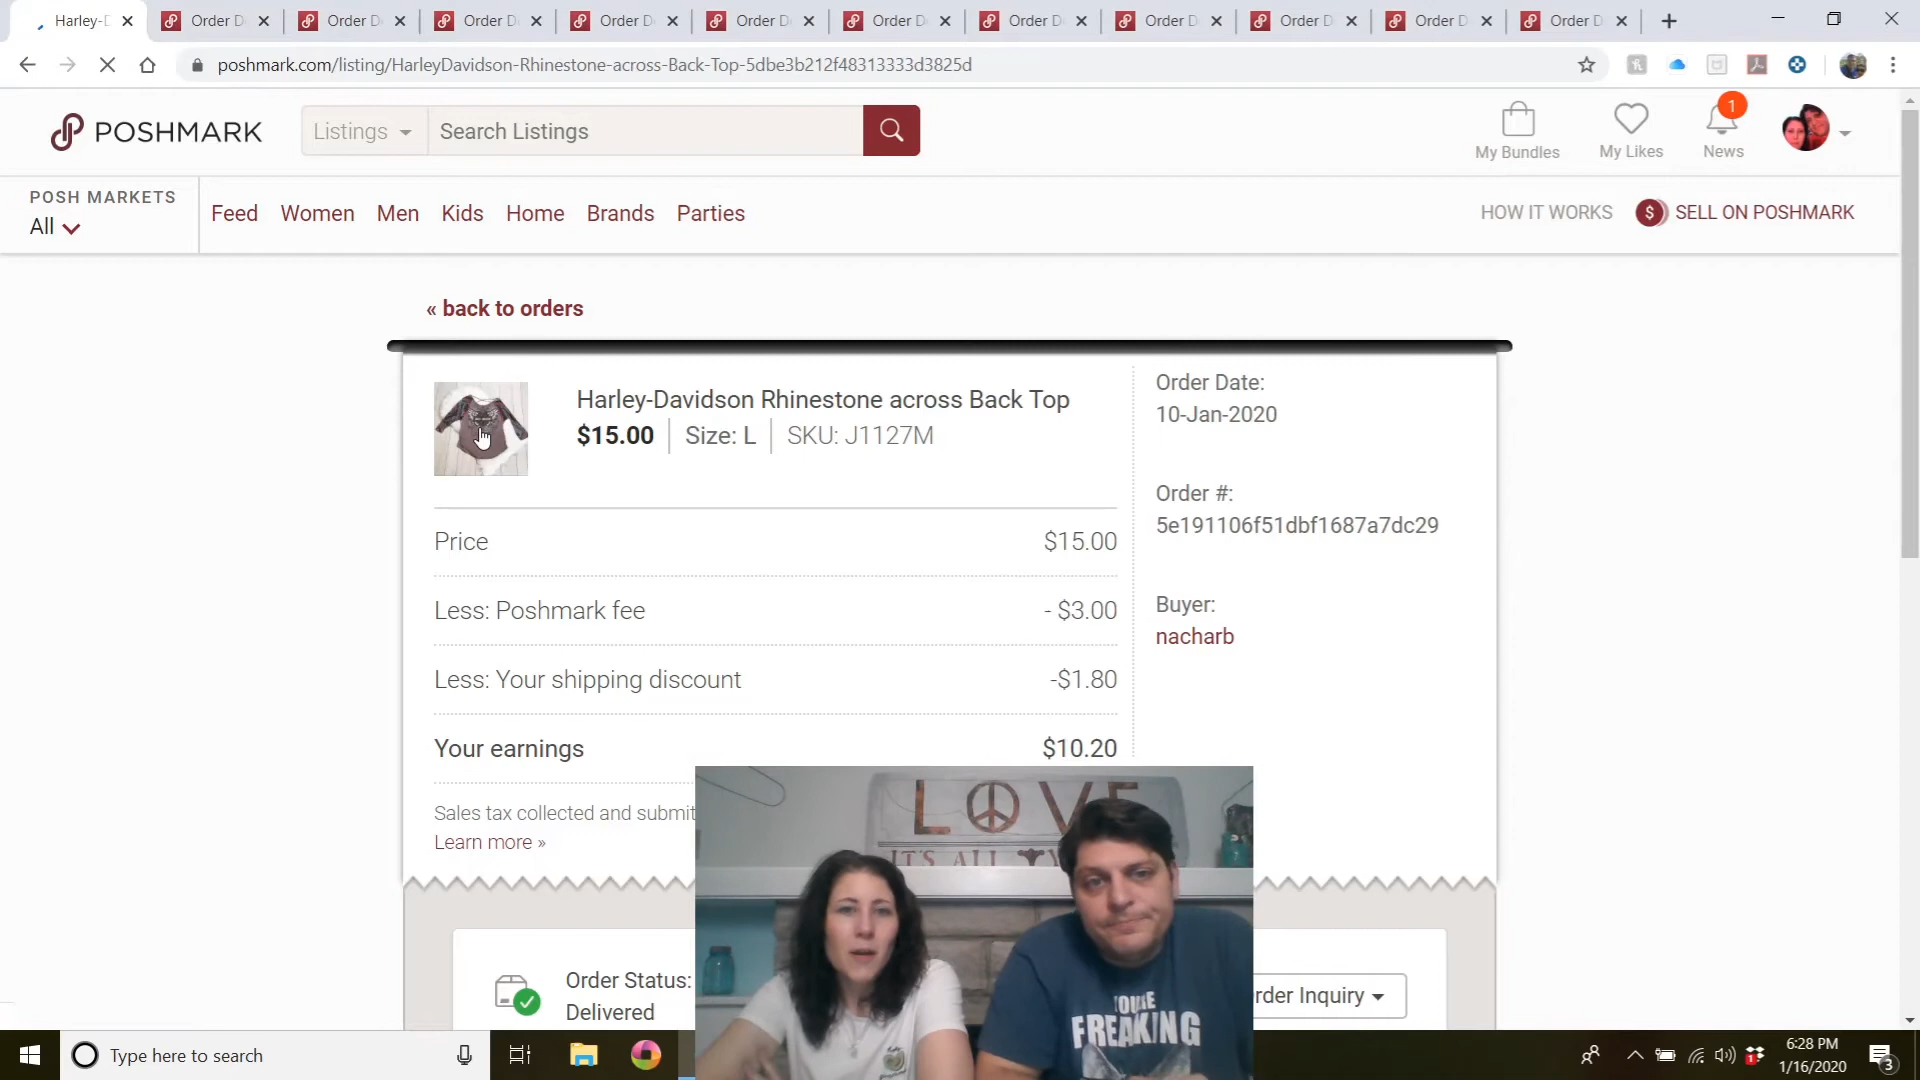 Harley-D
Order D
Order D
Order D
Order D
Order D
Order D
Order D
Order D
Order D
Order D
Order D
poshmark.com/listing/HarleyDavidson-Rhinestone-across-Back-Top-5dbe3b212f48313333d3825d
POSHMARK
Listings
Search Listings
1
My Bundles
My Likes
News
POSH MARKETS
All
Feed Women Men Kids Home Brands Parties
HOW IT WORKS
$ SELL ON POSHMARK
« back to orders
Harley-Davidson Rhinestone across Back Top
$15.00 Size: L SKU: J1127M
Price $15.00
Less: Poshmark fee - $3.00
Less: Your shipping discount -$1.80
Your earnings $10.20
Sales tax collected and submit
Learn more »
Order Date:
10-Jan-2020
Order #:
5e191106f51dbf1687a7dc29
Buyer:
nacharb
Order Status:
Delivered
rder Inquiry
LOVE
IT'S ALL
YOU'RE
FREAKING
Type here to search
6:28 PM
1/16/2020
3